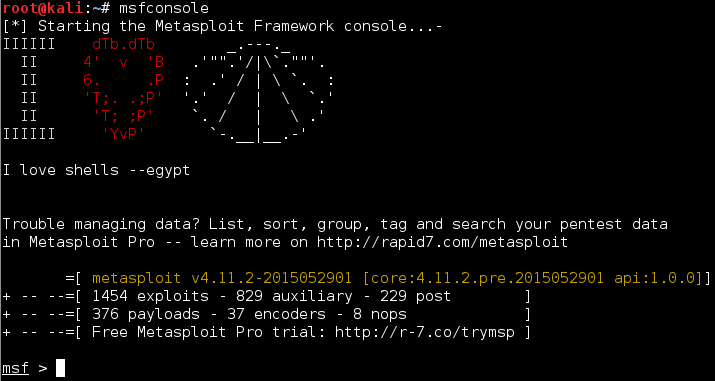 root@kali:~# msfconsole
[*] Starting the Metasploit Framework console...-
IIIIII    dTb.dTb        _.---._
  II     4'  v  'B   .'"".'/|\`.""'.
  II     6.     .P  :  .' / | \ `.  :
  II     'T;. .;P'  '.'  /  |  \  `.'
  II      'T; ;P'    `. /   |   \ .'
IIIIII     'YvP'       `-.__|__.-'
I love shells --egypt
Trouble managing data? List, sort, group, tag and search your pentest data
in Metasploit Pro -- learn more on http://rapid7.com/metasploit
       =[ metasploit v4.11.2-2015052901 [core:4.11.2.pre.2015052901 api:1.0.0]]
+ -- --=[ 1454 exploits - 829 auxiliary - 229 post        ]
+ -- --=[ 376 payloads - 37 encoders - 8 nops             ]
+ -- --=[ Free Metasploit Pro trial: http://r-7.co/trymsp ]
msf >